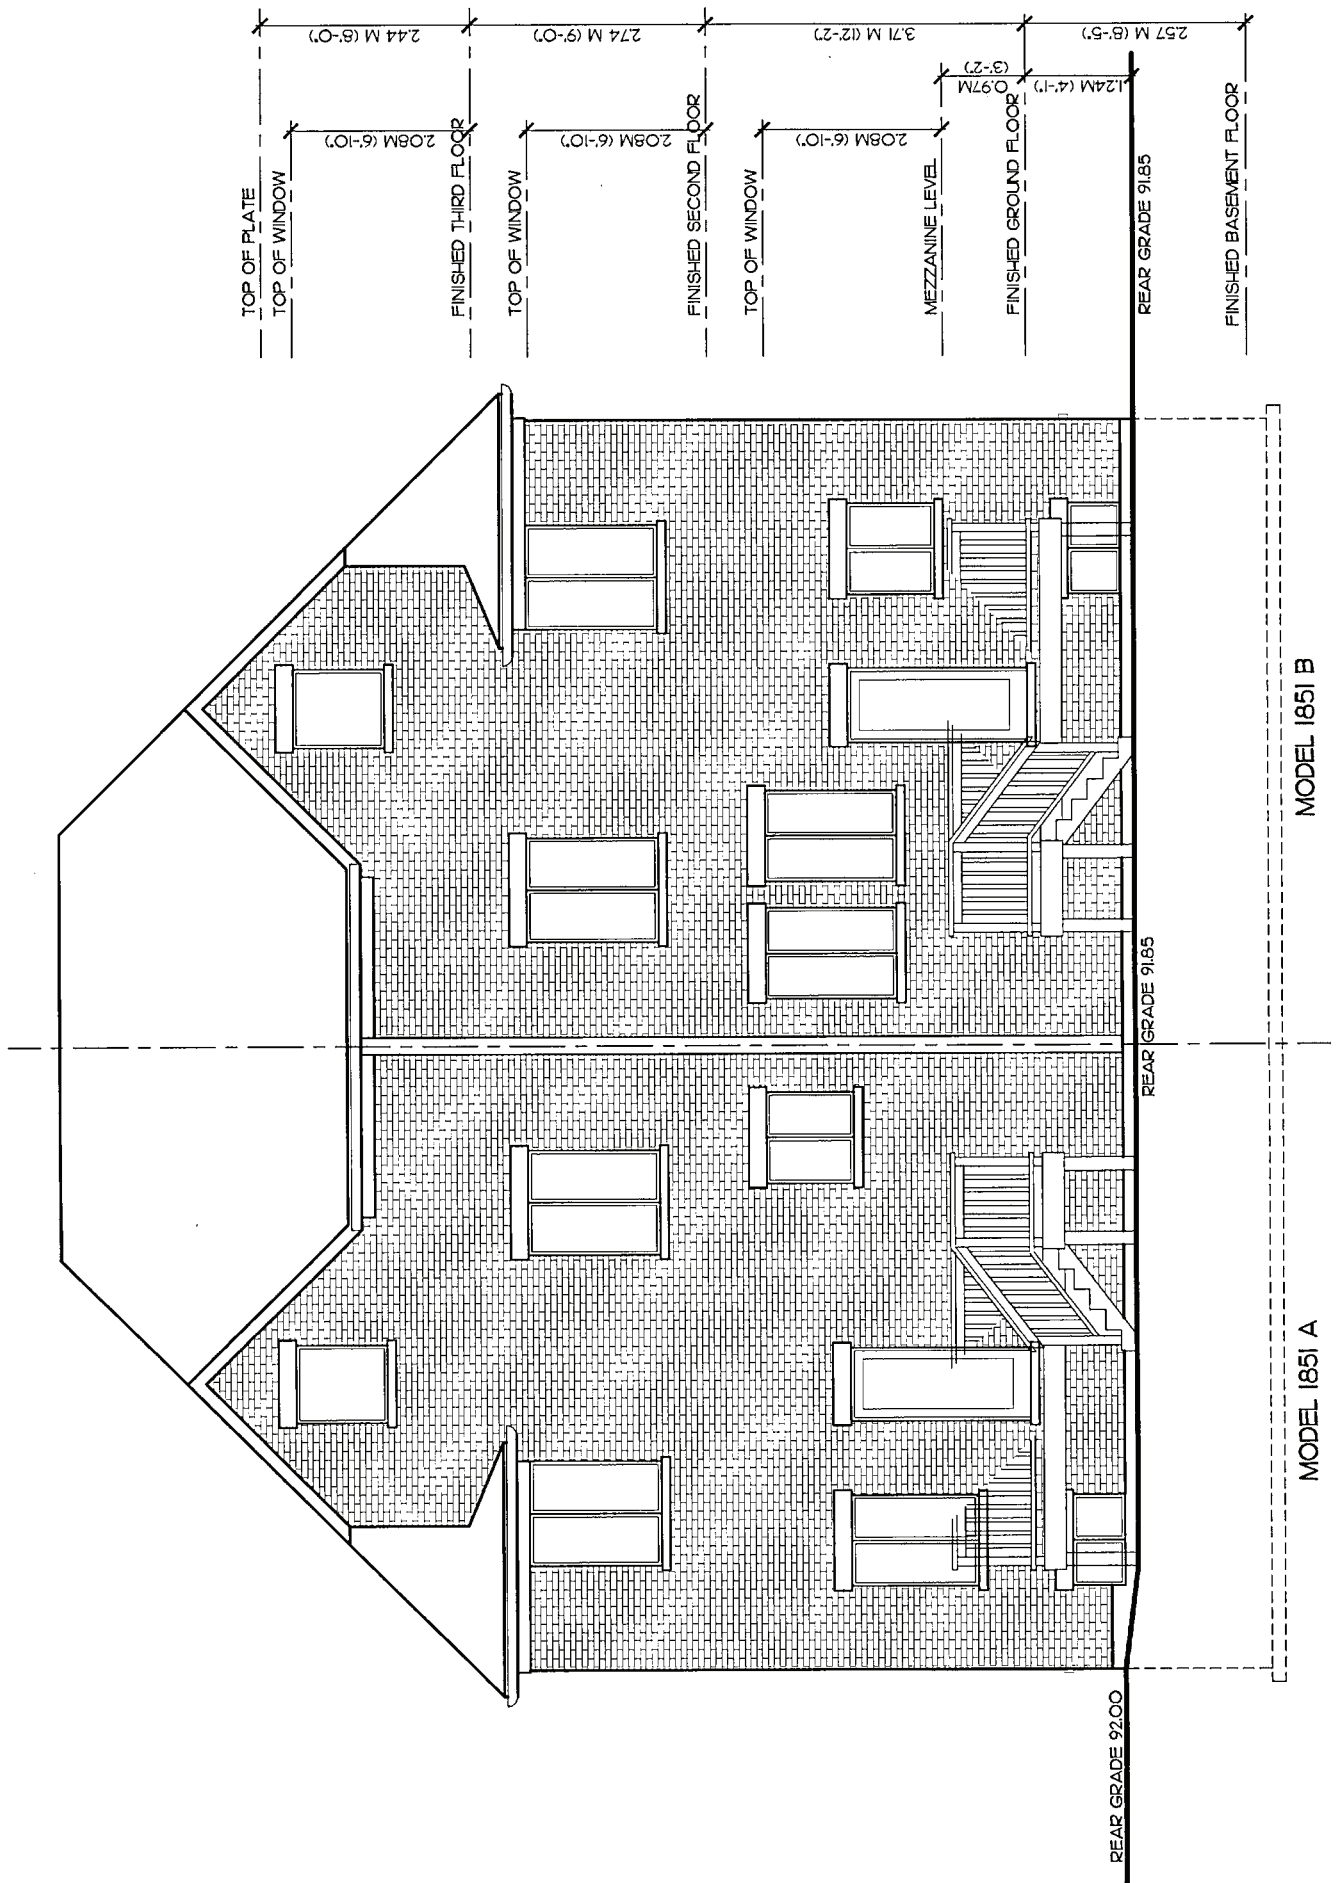 TOP OF PLATE
TOP OF WINDOW
FINISHED THIRD FLOOR
TOP OF WINDOW
FINISHED SECOND FLOOR
TOP OF WINDOW
MEZZANINE LEVEL
FINISHED GROUND FLOOR
REAR GRADE 91.85
FINISHED BASEMENT FLOOR
2.44 M (8'-0")
2.74 M (9'-0")
3.71 M (12'-2")
2.57 M (8'-5")
2.08M (6'-10")
2.08M (6'-10")
2.08M (6'-10")
0.97M
(3'-2")
1.24M (4'-1")
REAR GRADE 92.00
REAR GRADE 91.85
MODEL 1851 A
MODEL 1851 B